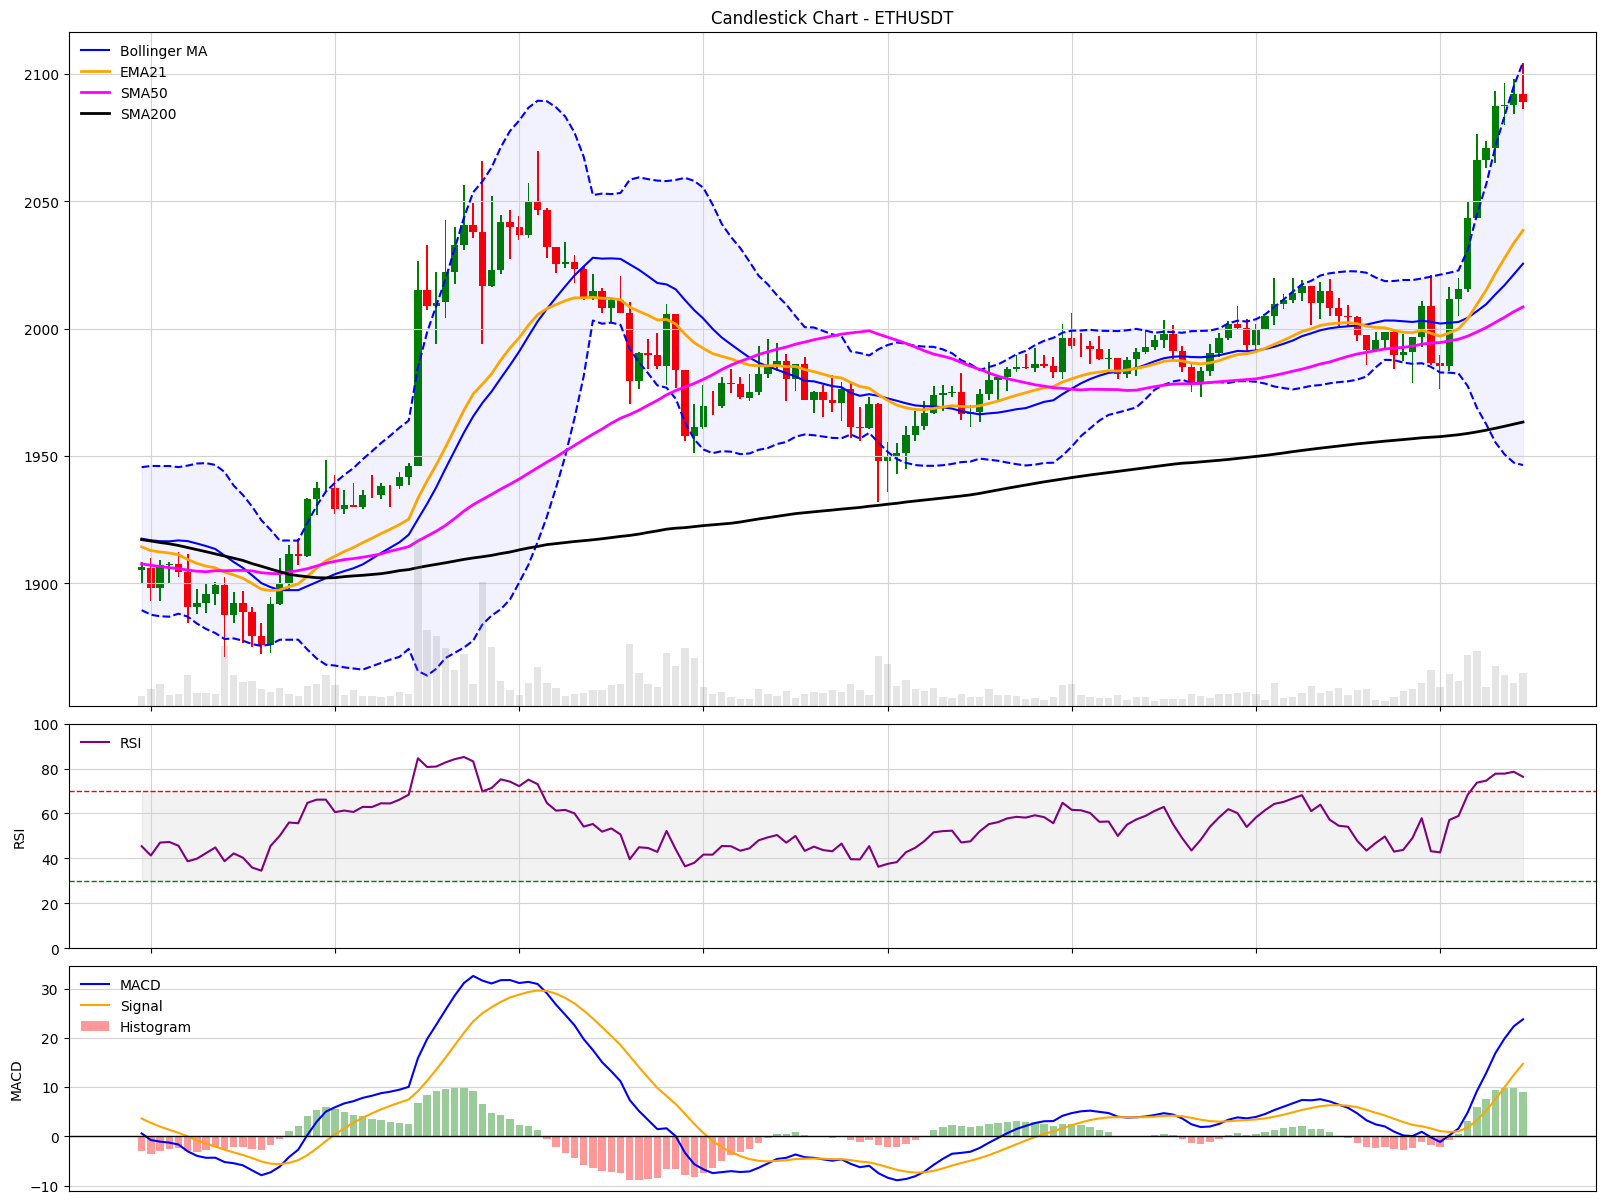 Candlestick Chart - ETHUSDT
Bollinger MA
EMA21
SMA50
SMA200
2100
2050
2000
1950
1900
RSI
RSI
100
80
60
40
20
0
MACD
Signal
Histogram
MACD
30
20
10
0
−10